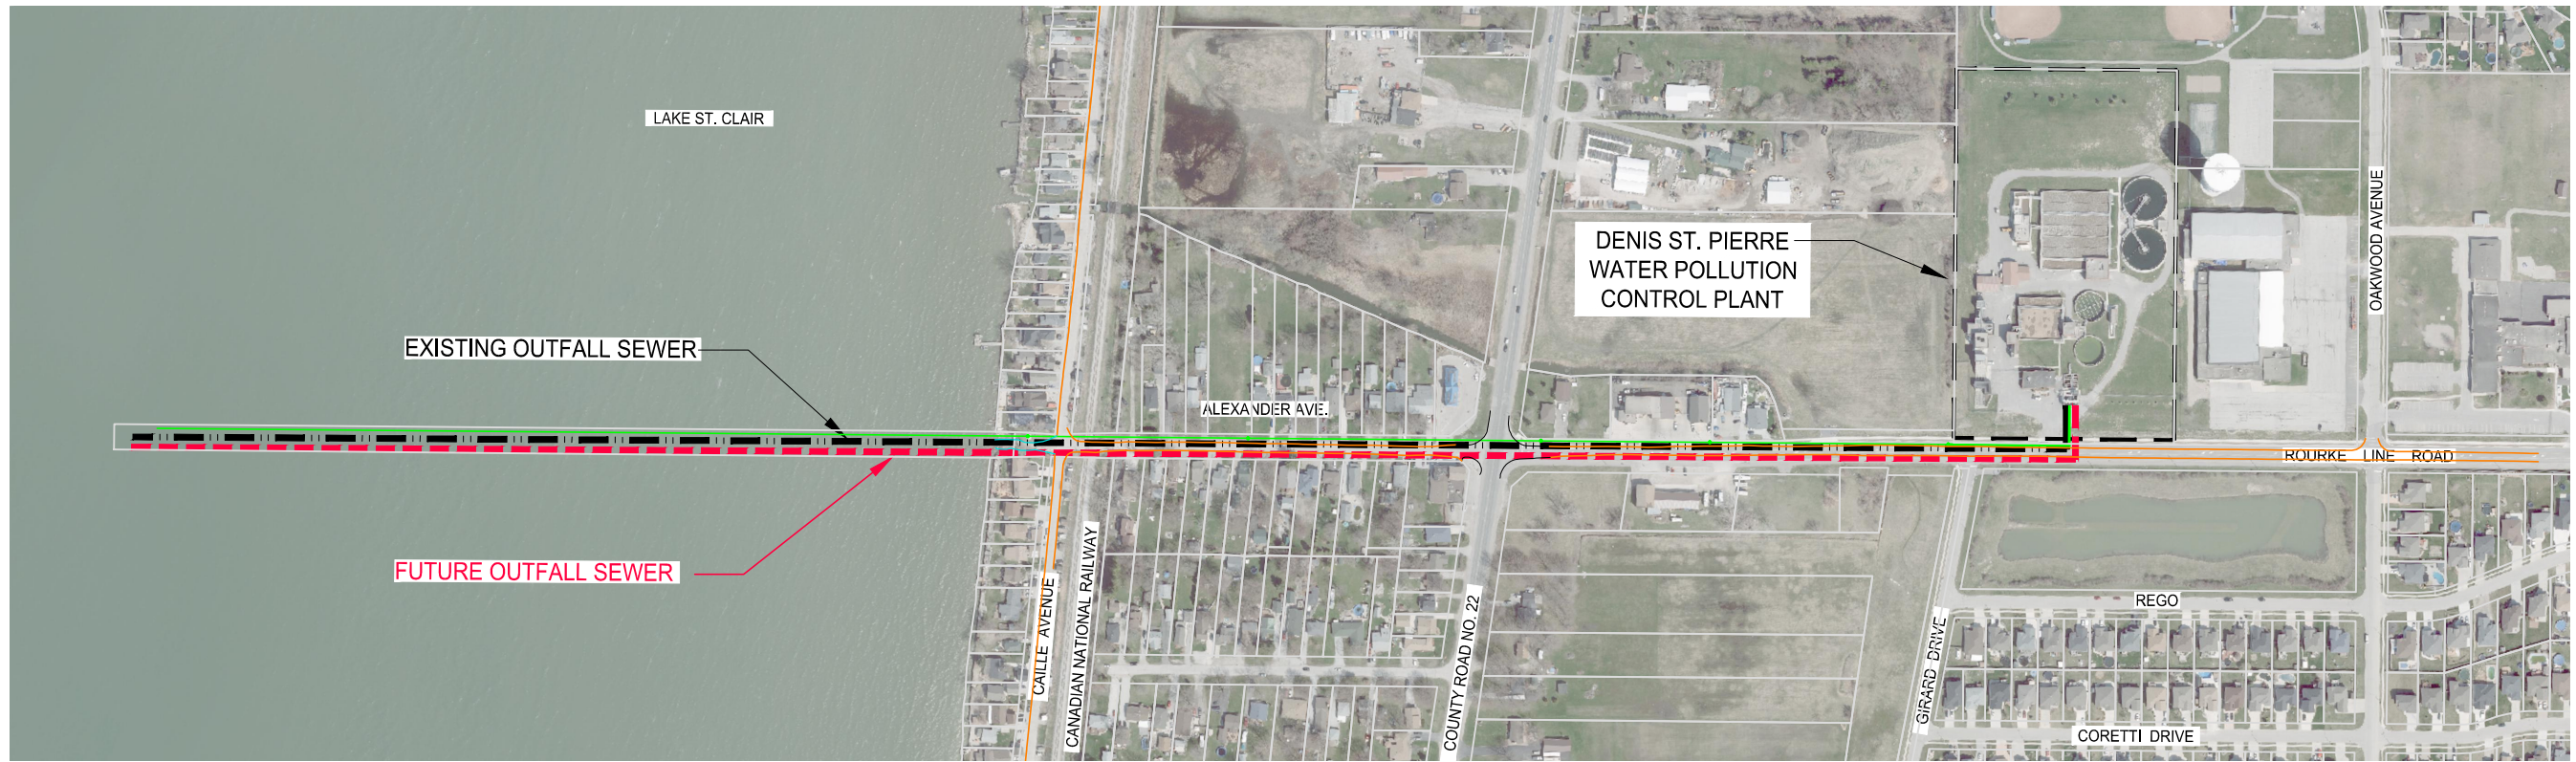 LAKE ST. CLAIR
EXISTING OUTFALL SEWER
FUTURE OUTFALL SEWER
CAILLE AVENUE
CANADIAN NATIONAL RAILWAY
ALEXANDER AVE.
COUNTY ROAD NO. 22
DENIS ST. PIERRE
WATER POLLUTION
CONTROL PLANT
OAKWOOD AVENUE
ROURKE LINE ROAD
GIRARD DRIVE
REGO
CORETTI DRIVE